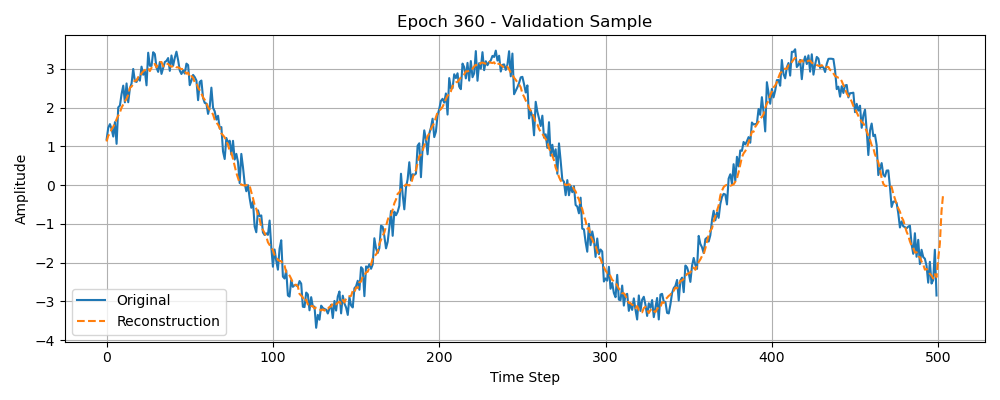 Epoch 360 - Validation Sample
Amplitude
3
2
1
0
−1
−2
−3
−4
Original
Reconstruction
0 100 200 300 400 500
Time Step